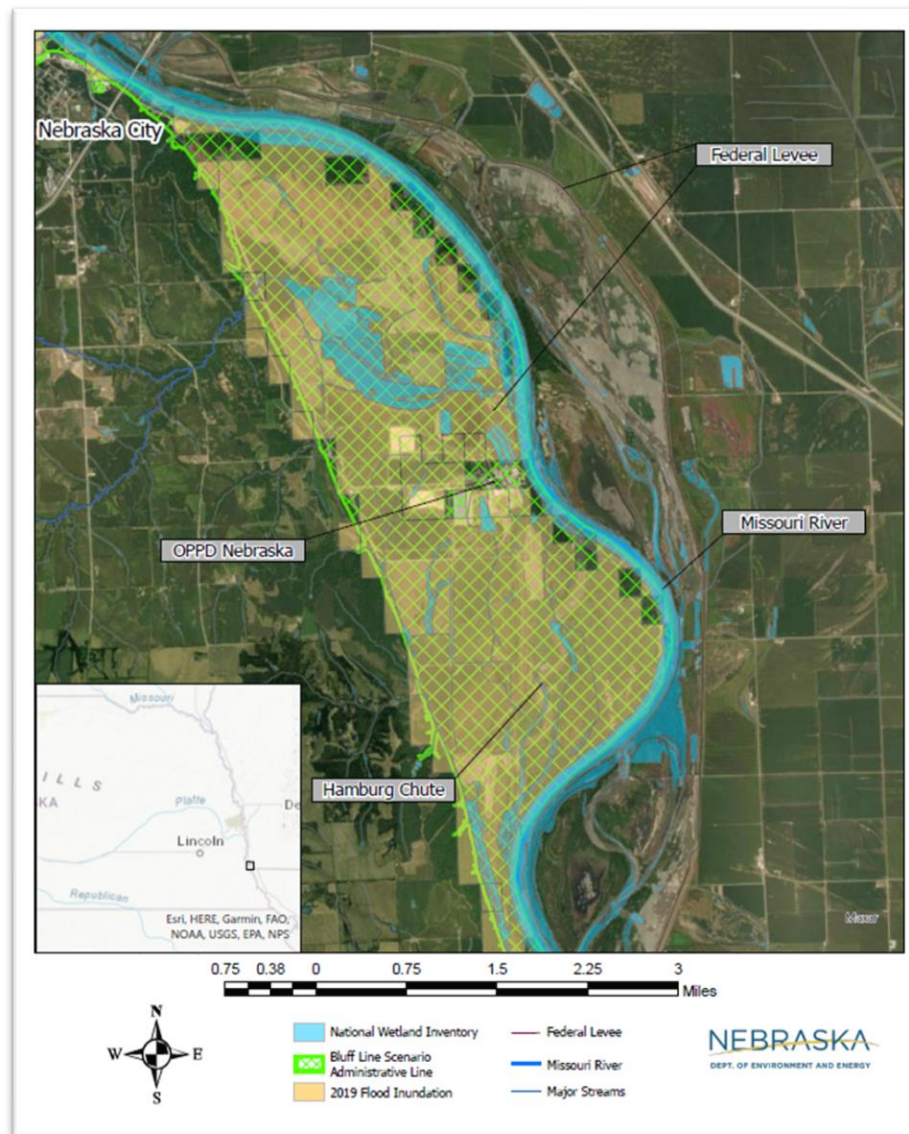 Nebraska City
Federal Levee
Missouri River
OPPD Nebraska
Hamburg Chute
Missouri
ILLS
KA
Platte
De
Lincoln
Republican
Esri, HERE, Garmin, FAO,
NOAA, USGS, EPA, NPS
Maxar
0.75 0.38 0 0.75 1.5 2.25 3
Miles
N
W E
S
National Wetland Inventory
Bluff Line Scenario
Administrative Line
2019 Flood Inundation
Federal Levee
Missouri River
Major Streams
NEBRASKA
DEPT. OF ENVIRONMENT AND ENERGY